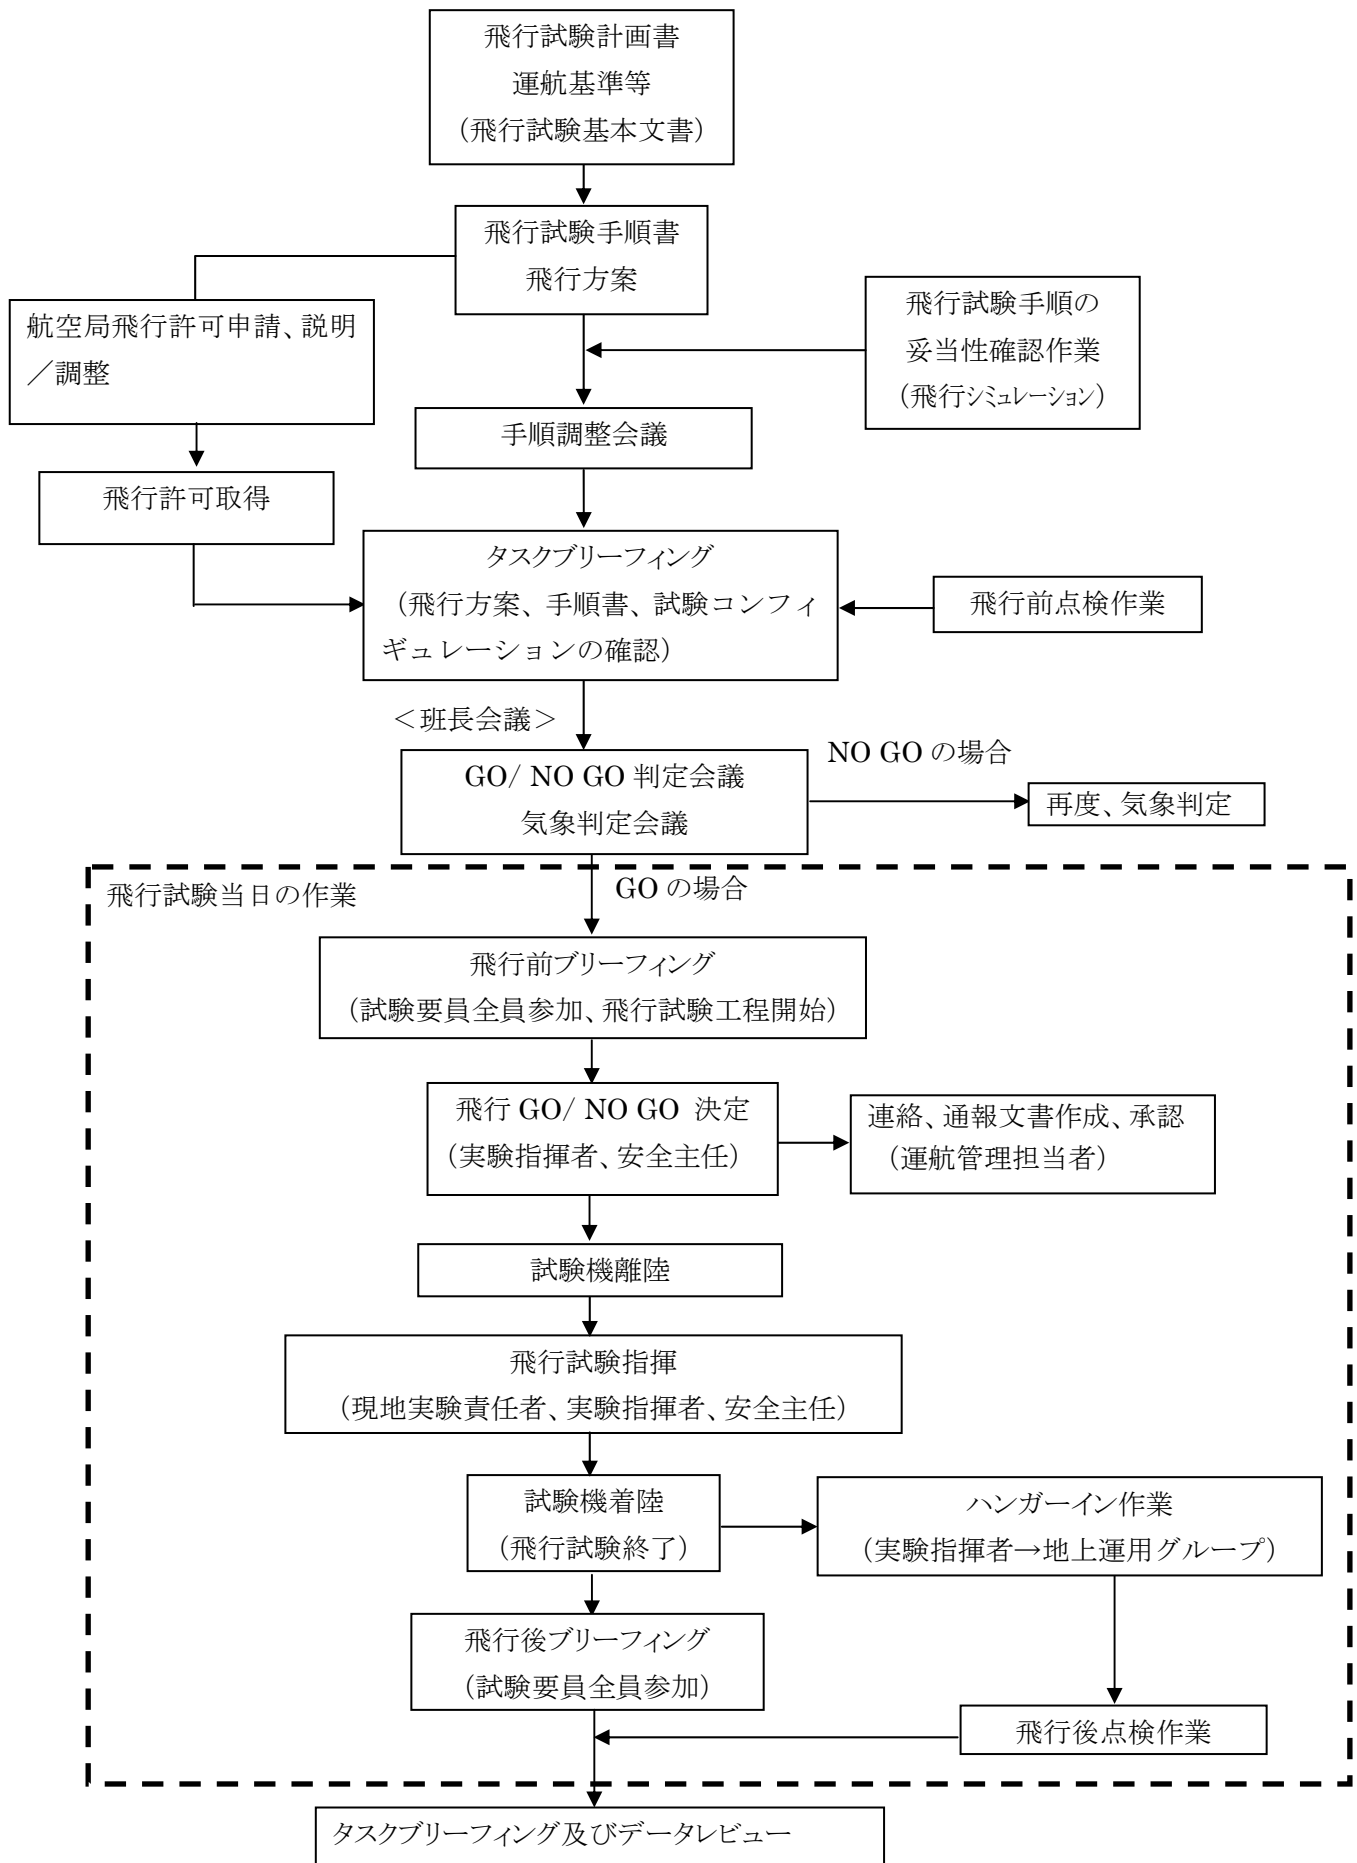 飛行試験計画書
運航基準等
（飛行試験基本文書）
飛行試験手順書
飛行方案
航空局飛行許可申請、説明
／調整
飛行試験手順の
妥当性確認作業
（飛行シミュレーション）
手順調整会議
飛行許可取得
タスクブリーフィング
（飛行方案、手順書、試験コンフィ
ギュレーションの確認）
飛行前点検作業
＜班長会議＞
GO/ NO GO 判定会議
気象判定会議
NO GO の場合
再度、気象判定
飛行試験当日の作業
GO の場合
飛行前ブリーフィング
（試験要員全員参加、飛行試験工程開始）
飛行 GO/ NO GO 決定
（実験指揮者、安全主任）
連絡、通報文書作成、承認
（運航管理担当者）
試験機離陸
飛行試験指揮
（現地実験責任者、実験指揮者、安全主任）
試験機着陸
（飛行試験終了）
ハンガーイン作業
（実験指揮者→地上運用グループ）
飛行後ブリーフィング
（試験要員全員参加）
飛行後点検作業
タスクブリーフィング及びデータレビュー